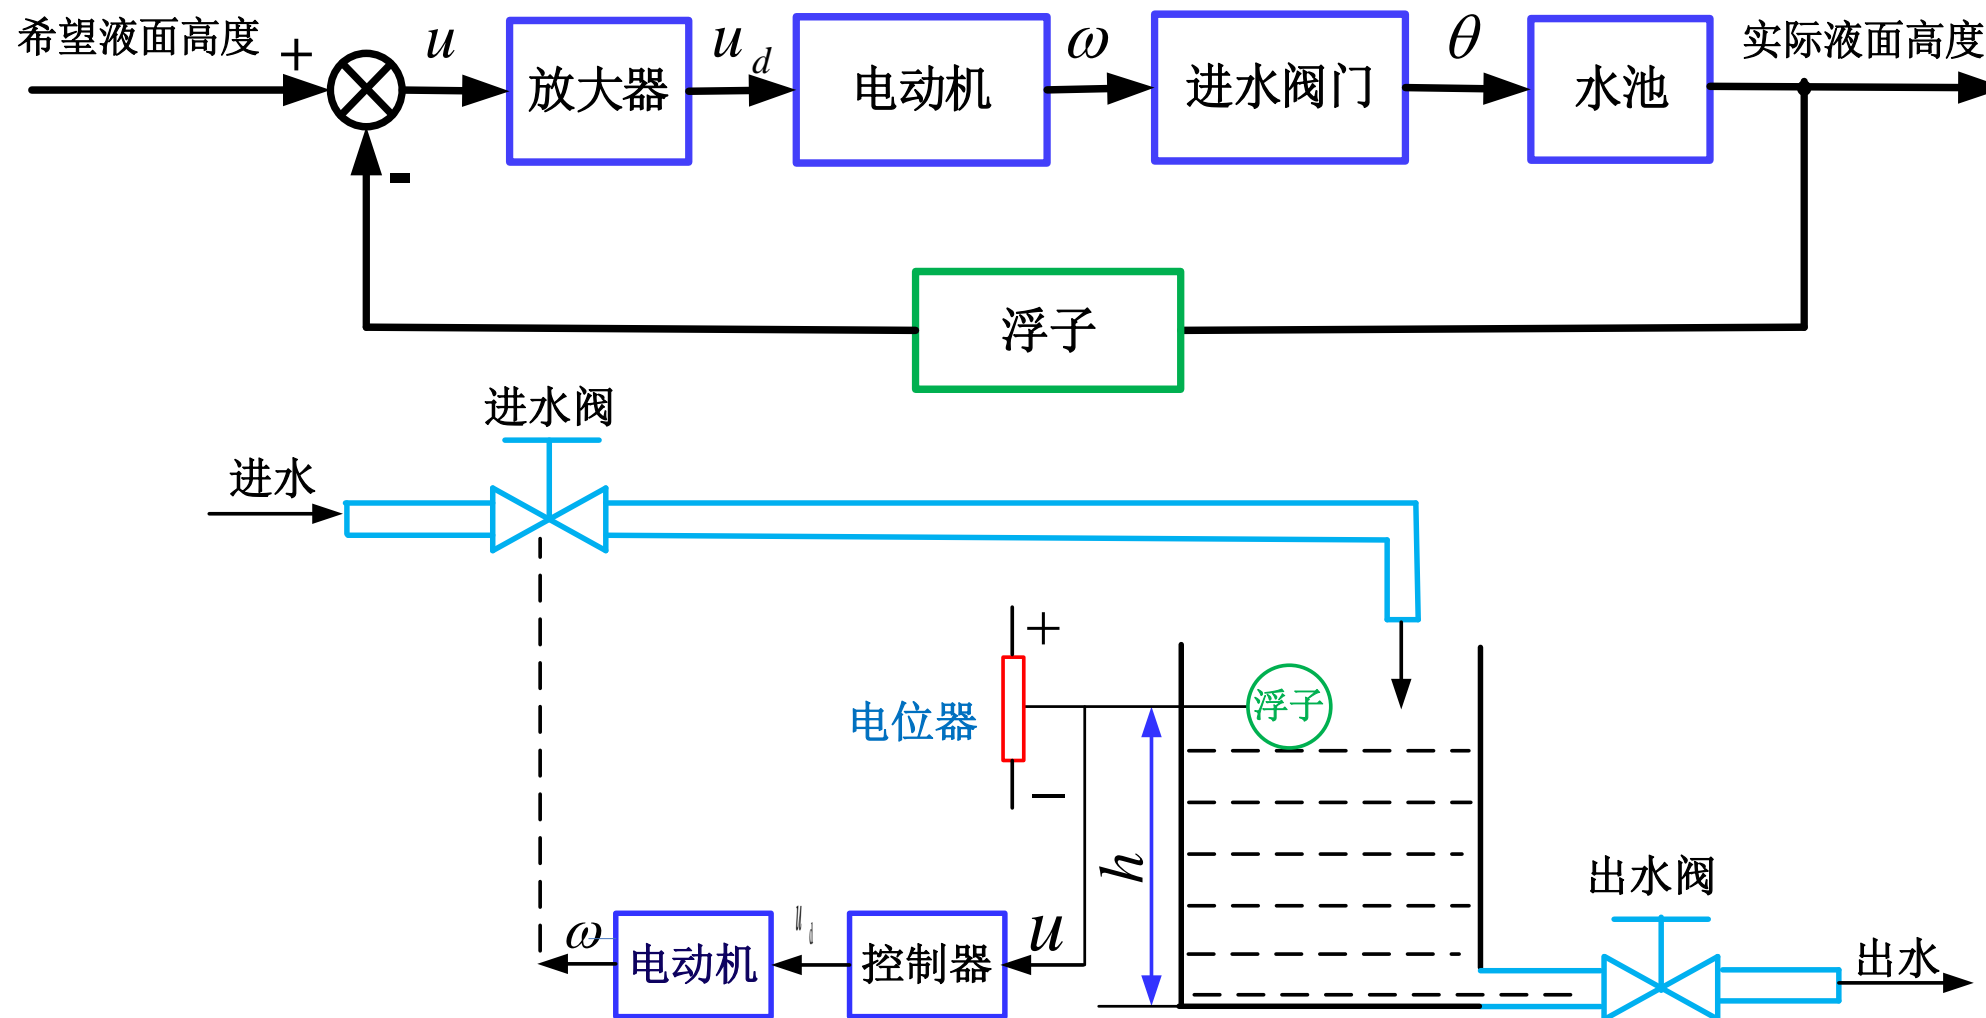 希望液面高度
+
u
放大器
u d
电动机
ω
进水阀门
θ
水池
实际液面高度
-
浮子
进水阀
进水
+
电位器
浮子
−
h
出水阀
出水
ω
电动机
u d
控制器
u